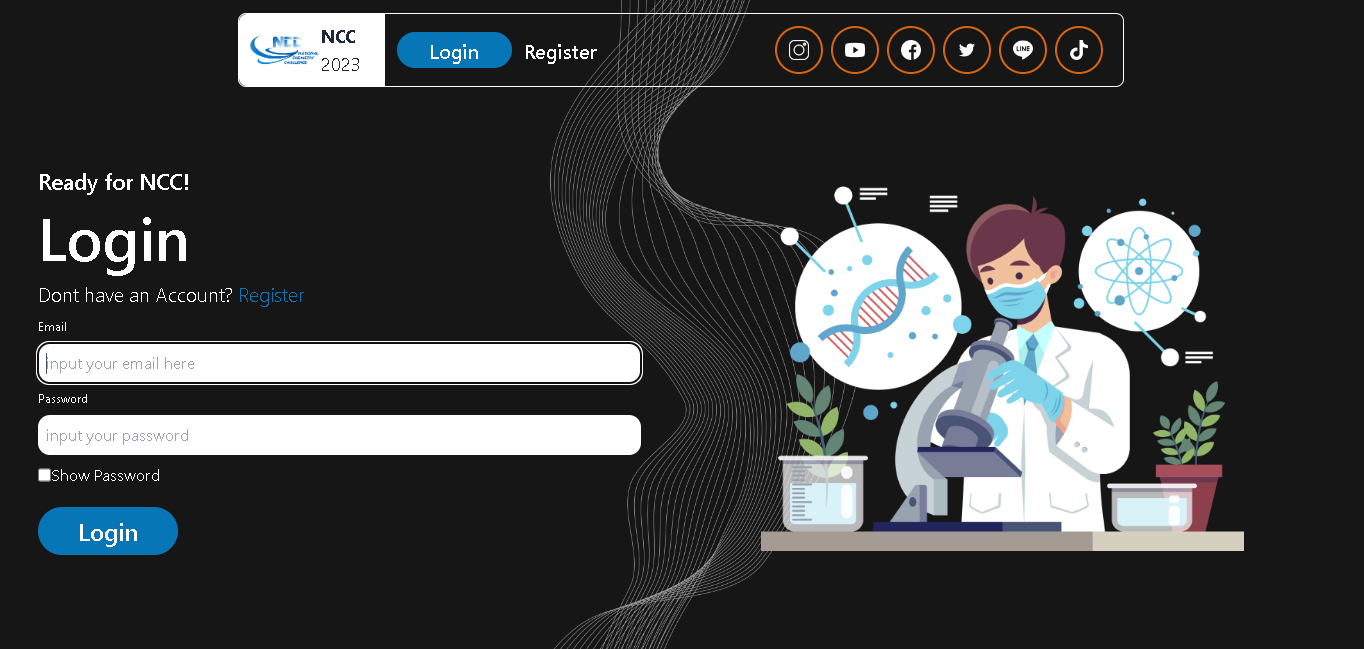 NCC
NATIONAL
CHEMISTRY
CHALLENGE
NCC
2023
Login
Register
LINE
Ready for NCC!
Login
Dont have an Account? Register
Email
input your email here
Password
input your password
Show Password
Login